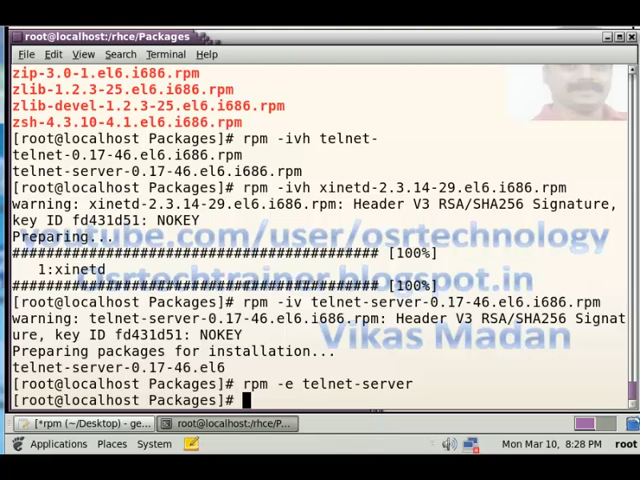 root@localhost:/rhce/Packages
File Edit View Search Terminal Help
zip-3.0-1.el6.i686.rpm
zlib-1.2.3-25.el6.i686.rpm
zlib-devel-1.2.3-25.el6.i686.rpm
zsh-4.3.10-4.1.el6.i686.rpm
[root@localhost Packages]# rpm -ivh telnet-
telnet-0.17-46.el6.i686.rpm
telnet-server-0.17-46.el6.i686.rpm
[root@localhost Packages]# rpm -ivh xinetd-2.3.14-29.el6.i686.rpm
warning: xinetd-2.3.14-29.el6.i686.rpm: Header V3 RSA/SHA256 Signature,
key ID fd431d51: NOKEY
youtube.com/user/osrtechnology
Preparing...
########################################### [100%]
1:xinetd
Osrtechtrainer.blogspot.in
########################################### [100%]
[root@localhost Packages]# rpm -iv telnet-server-0.17-46.el6.i686.rpm
warning: telnet-server-0.17-46.el6.i686.rpm: Header V3 RSA/SHA256 Signat
ure, key ID fd431d51: NOKEY
Vikas Madan
Preparing packages for installation...
telnet-server-0.17-46.el6
[root@localhost Packages]# rpm -e telnet-server
[root@localhost Packages]#
[*rpm (~/Desktop) - ge... root@localhost:/rhce/P...
Applications Places System Mon Mar 10, 8:28 PM root